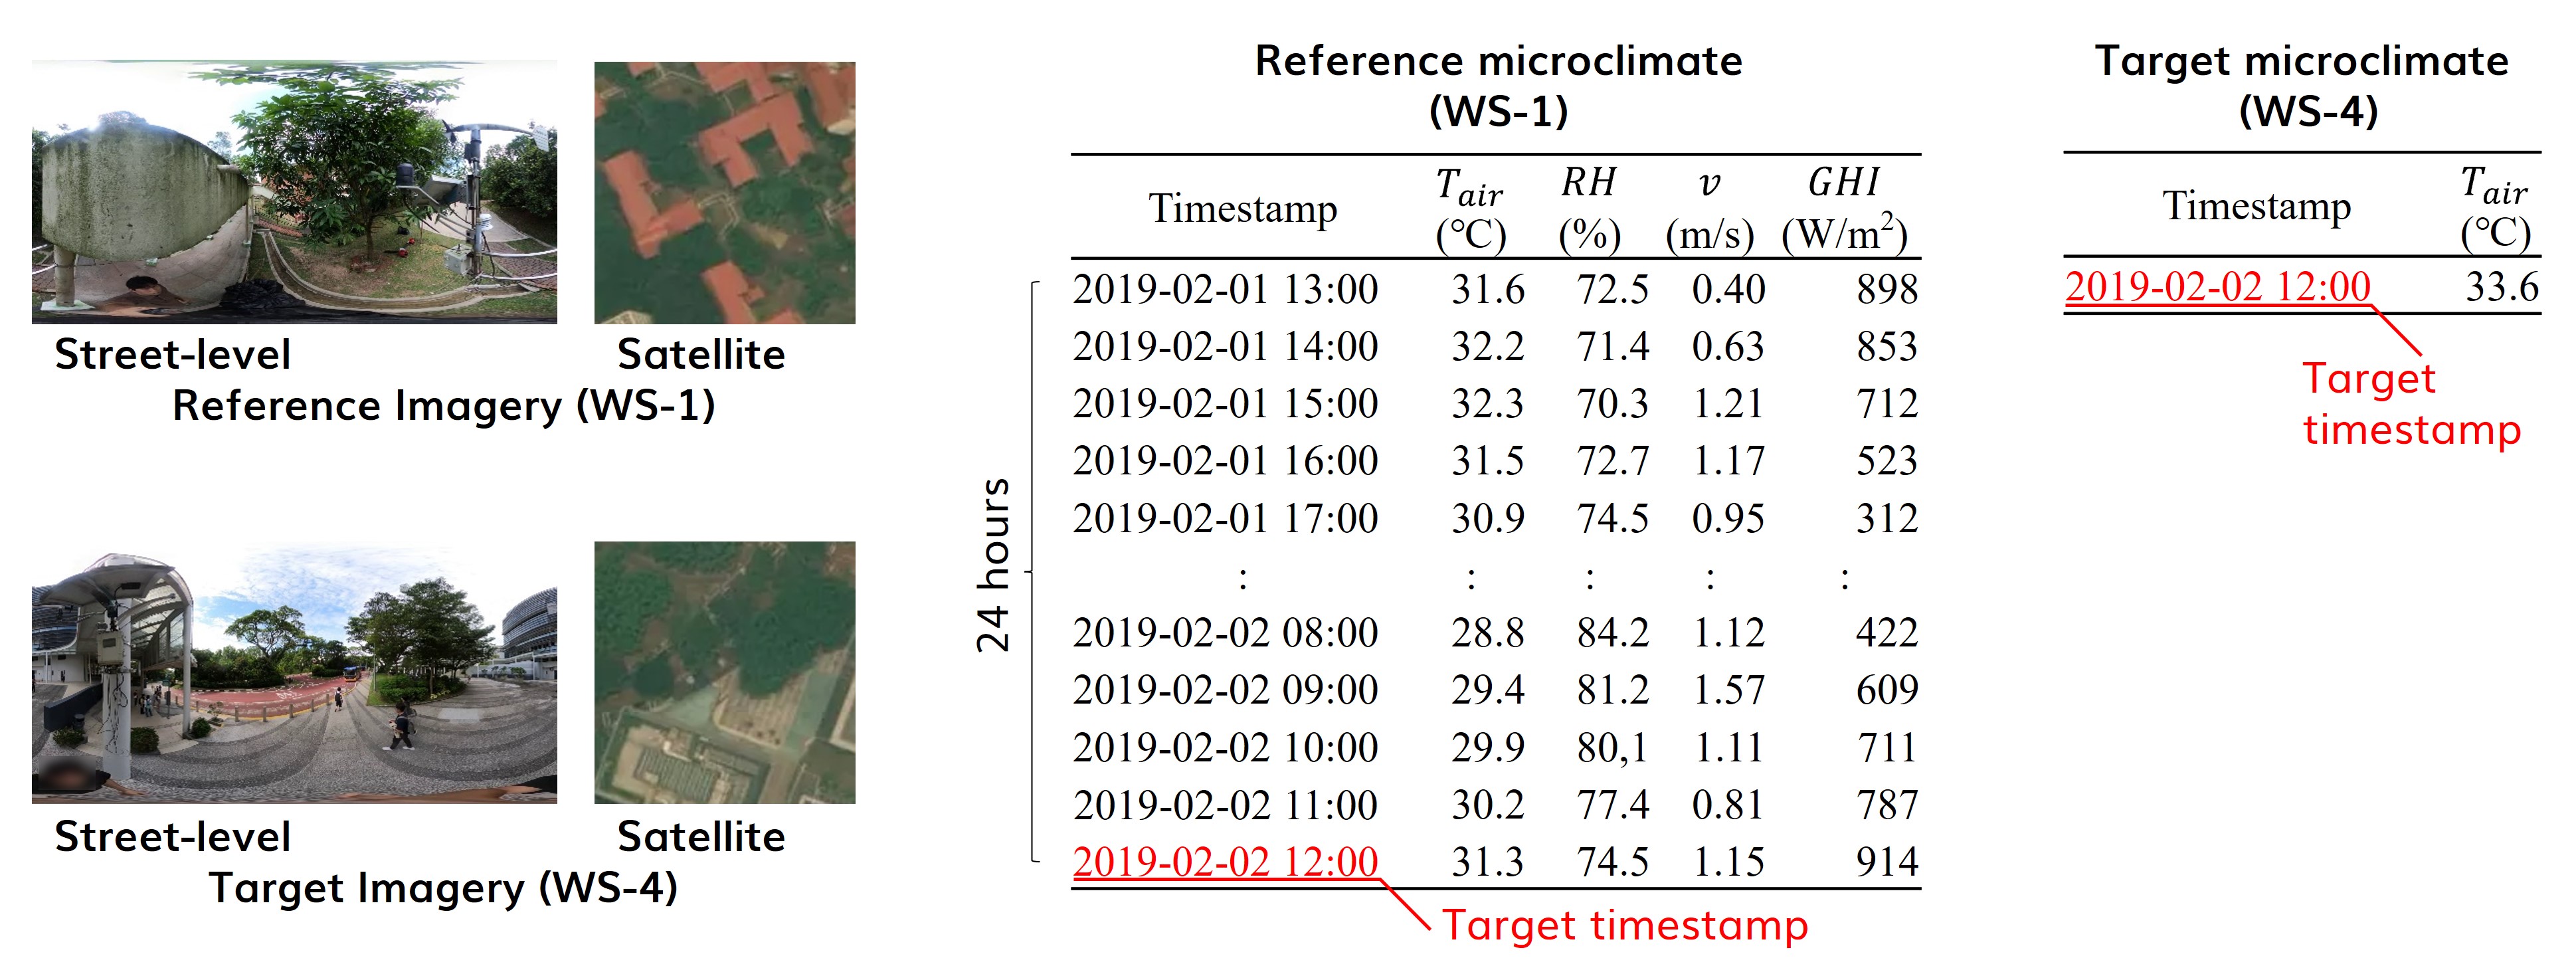 Street-level Satellite
Reference Imagery (WS-1)
Street-level Satellite
Target Imagery (WS-4)
Reference microclimate
(WS-1)
Timestamp T_air (°C) RH (%) v (m/s) GHI (W/m²)
24 hours
2019-02-01 13:00 31.6 72.5 0.40 898
2019-02-01 14:00 32.2 71.4 0.63 853
2019-02-01 15:00 32.3 70.3 1.21 712
2019-02-01 16:00 31.5 72.7 1.17 523
2019-02-01 17:00 30.9 74.5 0.95 312
: : : : :
2019-02-02 08:00 28.8 84.2 1.12 422
2019-02-02 09:00 29.4 81.2 1.57 609
2019-02-02 10:00 29.9 80,1 1.11 711
2019-02-02 11:00 30.2 77.4 0.81 787
2019-02-02 12:00 31.3 74.5 1.15 914
Target timestamp
Target microclimate
(WS-4)
Timestamp T_air (°C)
2019-02-02 12:00 33.6
Target
timestamp